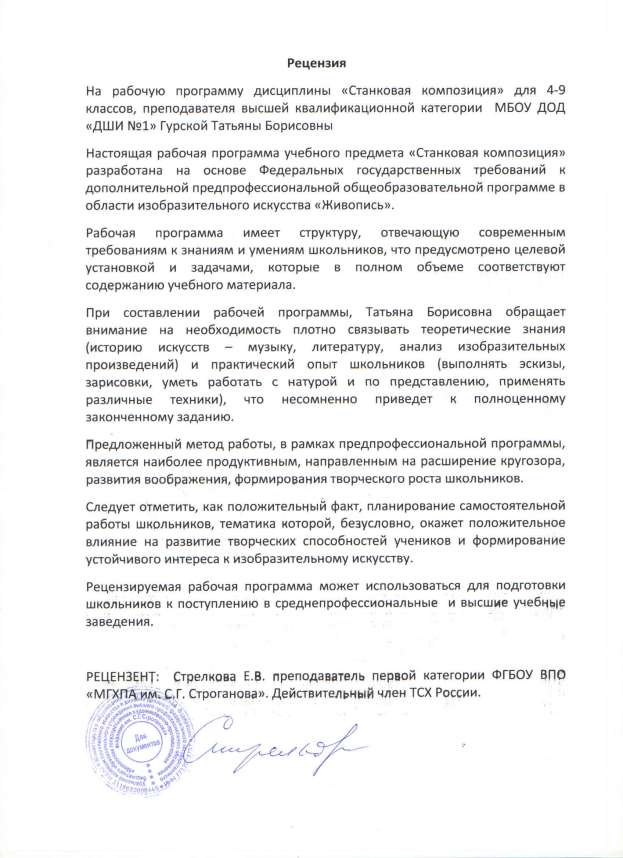 Рецензия
На рабочую программу дисциплины «Станковая композиция» для 4-9
классов, преподавателя высшей квалификационной категории МБОУ ДОД
«ДШИ №1» Гурской Татьяны Борисовны
Настоящая рабочая программа учебного предмета «Станковая композиция»
разработана на основе Федеральных государственных требований к
дополнительной предпрофессиональной общеобразовательной программе в
области изобразительного искусства «Живопись».
Рабочая программа имеет структуру, отвечающую современным
требованиям к знаниям и умениям школьников, что предусмотрено целевой
установкой и задачами, которые в полном объеме соответствуют
содержанию учебного материала.
При составлении рабочей программы, Татьяна Борисовна обращает
внимание на необходимость плотно связывать теоретические знания
(историю искусств – музыку, литературу, анализ изобразительных
произведений) и практический опыт школьников (выполнять эскизы,
зарисовки, уметь работать с натурой и по представлению, применять
различные техники), что несомненно приведет к полноценному
законченному заданию.
Предложенный метод работы, в рамках предпрофессиональной программы,
является наиболее продуктивным, направленным на расширение кругозора,
развития воображения, формирования творческого роста школьников.
Следует отметить, как положительный факт, планирование самостоятельной
работы школьников, тематика которой, безусловно, окажет положительное
влияние на развитие творческих способностей учеников и формирование
устойчивого интереса к изобразительному искусству.
Рецензируемая рабочая программа может использоваться для подготовки
школьников к поступлению в среднепрофессиональные и высшие учебные
заведения.
РЕЦЕНЗЕНТ: Стрелкова Е.В. преподаватель первой категории ФГБОУ ВПО
«МГХПА им. С.Г. Строганова». Действительный член ТСХ России.
Для
документов